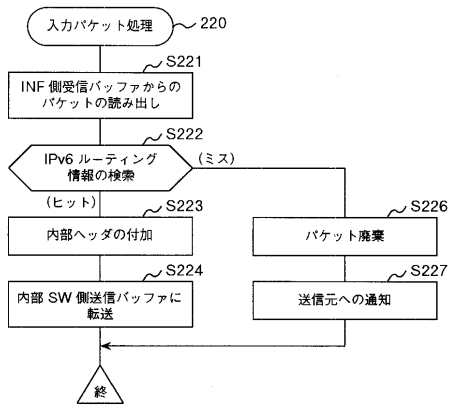 入力パケット処理
220
S221
INF 側受信バッファからの
パケットの読み出し
S222
IPv6 ルーティング
情報の検索
(ミス)
(ヒット)
S223
内部ヘッダの付加
S226
パケット廃棄
S224
内部 SW 側送信バッファに
転送
S227
送信元への通知
終